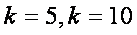 k = 5, k = 10